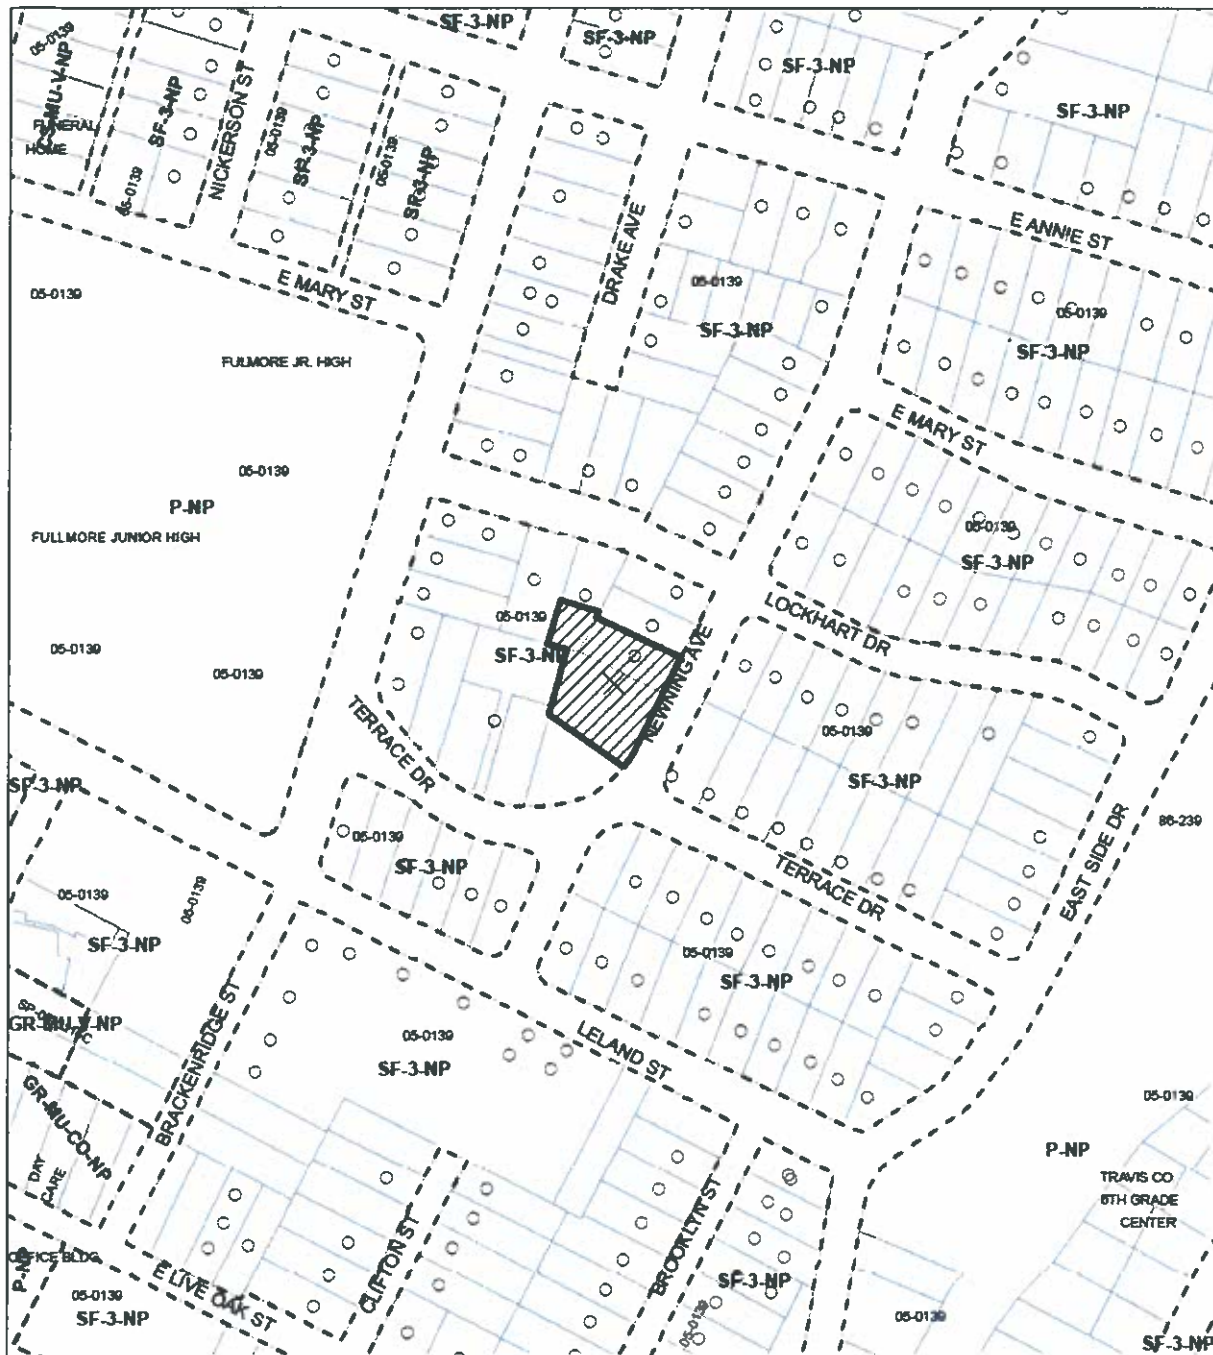 SF-3-NP
SF-3-NP
05-0139
SF-3-NP
SF-3-NP
SF-3-NP
NICKERSON ST
FUNERAL
HOME
05-0139
SF-3-NP
05-0139
SF-3-NP
05-0139
E ANNIE ST
DRAKE AVE
E MARY ST
05-0139
05-0139
05-0139
SF-3-NP
SF-3-NP
FULMORE JR. HIGH
E MARY ST
05-0139
P-NP
FULLMORE JUNIOR HIGH
05-0139
SF-3-NP
LOCKHART DR
05-0139
SF-3-NP
NEWNING AVE
05-0139
05-0139
TERRACE DR
05-0139
SF-3-NP
SF-3-NP
EAST SIDE DR
86-239
05-0139
SF-3-NP
TERRACE DR
05-0139
05-0139
SF-3-NP
05-0139
SF-3-NP
BRACKENRIDGE ST
GR-MU-V-NP
05-0139
SF-3-NP
LELAND ST
GR-MU-CO-NP
DAY
CARE
05-0139
P-NP
TRAVIS CO
6TH GRADE
CENTER
CLIFTON ST
BROOKLYN ST
OFFICE BLDG.
P-NP
E LIVE OAK ST
05-0139
SF-3-NP
SF-3-NP
05-0139
05-0139
SF-3-NP